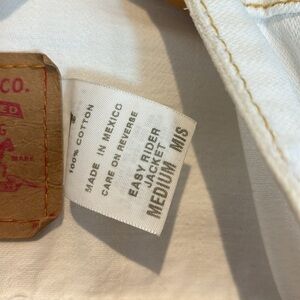 CO.
100% COTTON
MADE IN MEXICO
CARE ON REVERSE
EASY RIDER
JACKET
MEDIUM MIS